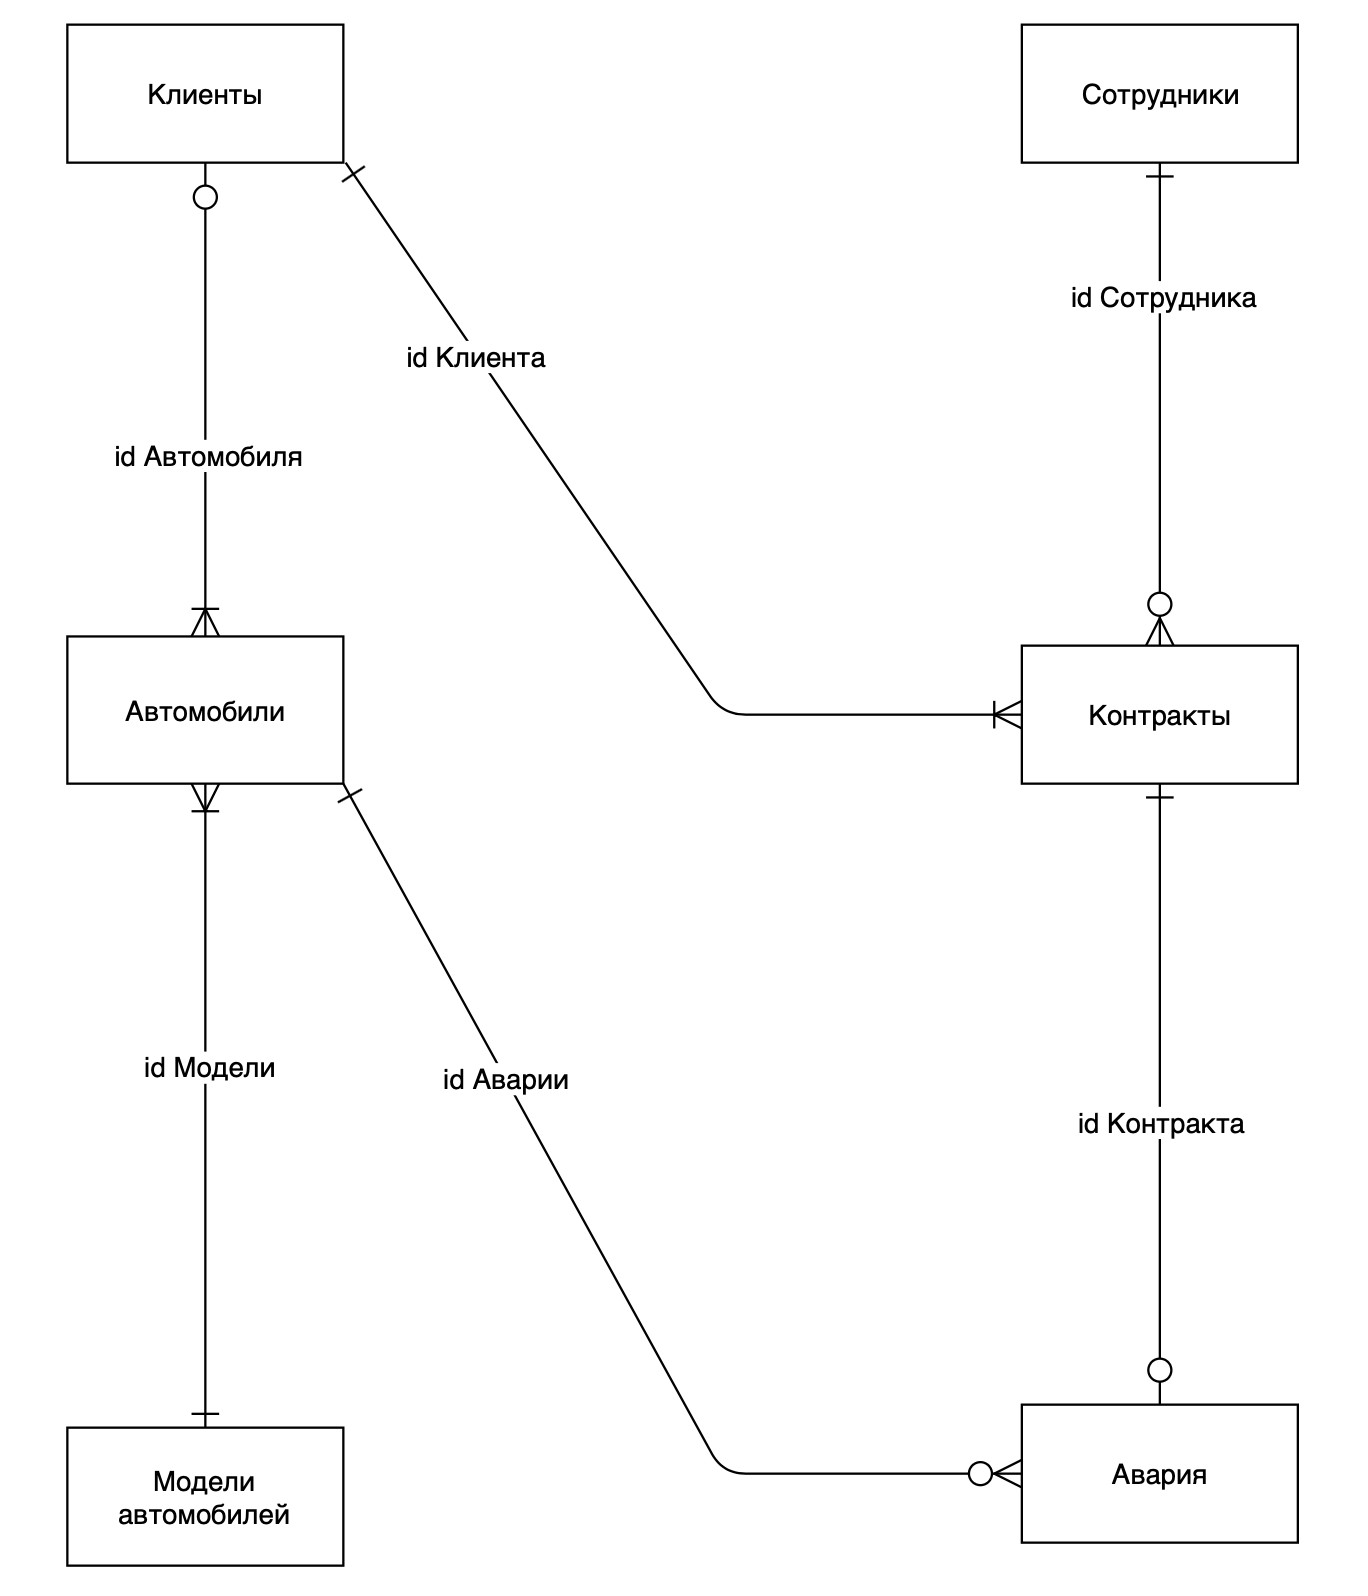 Клиенты
Сотрудники
id Сотрудника
id Клиента
id Автомобиля
Автомобили
Контракты
id Модели
id Аварии
id Контракта
Модели
автомобилей
Авария